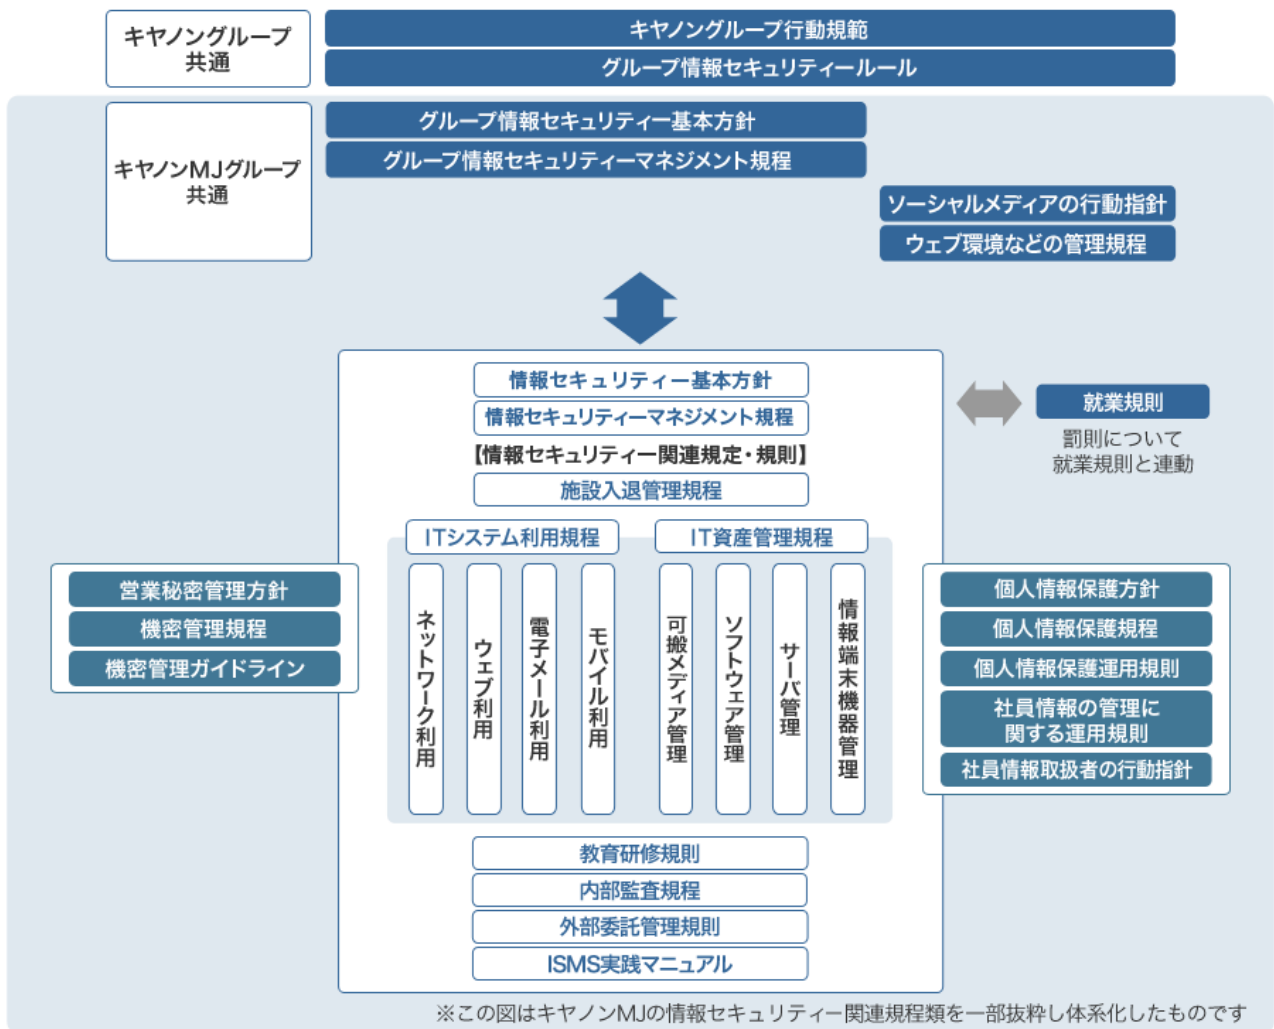 キヤノングループ
共通
キヤノングループ行動規範
グループ情報セキュリティールール
キヤノンMJグループ
共通
グループ情報セキュリティー基本方針
グループ情報セキュリティーマネジメント規程
ソーシャルメディアの行動指針
ウェブ環境などの管理規程
情報セキュリティー基本方針
情報セキュリティーマネジメント規程
【情報セキュリティー関連規定・規則】
施設入退管理規程
就業規則
罰則について
就業規則と連動
ITシステム利用規程
IT資産管理規程
ネットワーク利用
ウェブ利用
電子メール利用
モバイル利用
可搬メディア管理
ソフトウェア管理
サーバ管理
情報端末機器管理
営業秘密管理方針
機密管理規程
機密管理ガイドライン
個人情報保護方針
個人情報保護規程
個人情報保護運用規則
社員情報の管理に
関する運用規則
社員情報取扱者の行動指針
教育研修規則
内部監査規程
外部委託管理規則
ISMS実践マニュアル
※この図はキヤノンMJの情報セキュリティー関連規程類を一部抜粋し体系化したものです